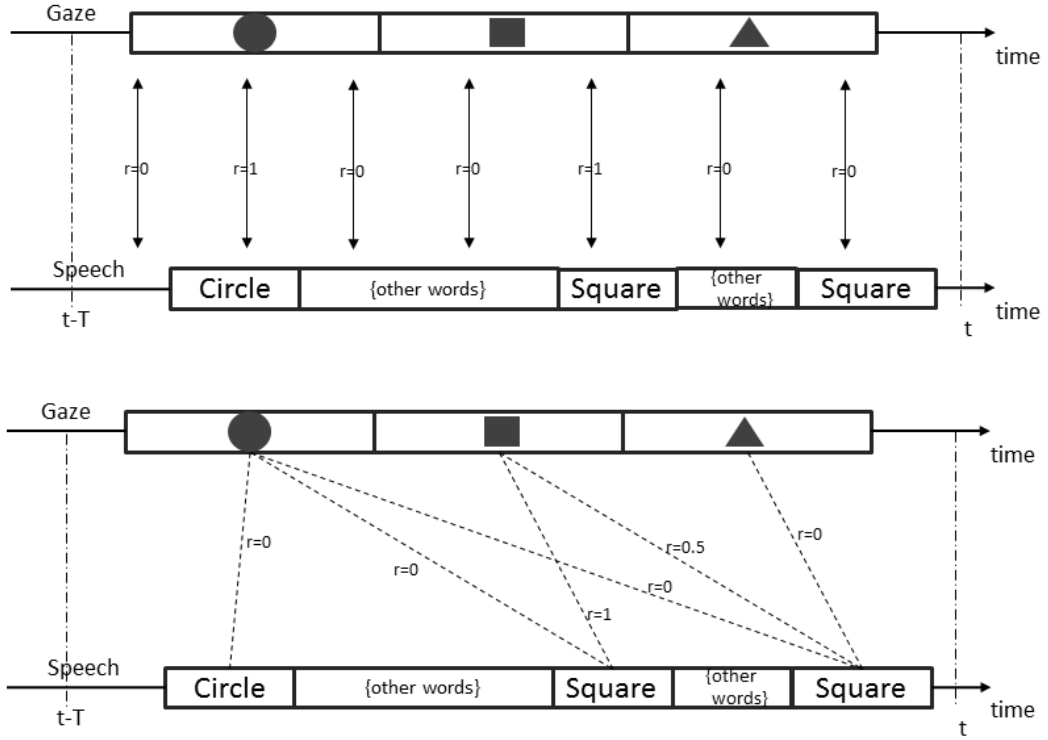 Gaze
time
r=0
r=1
r=0
r=0
r=1
r=0
r=0
Speech
Circle
{other words}
Square
{other
words}
Square
time
t-T
t
Gaze
time
r=0
r=0
r=0.5
r=0
r=0
r=1
Speech
Circle
{other words}
Square
{other
words}
Square
time
t-T
t